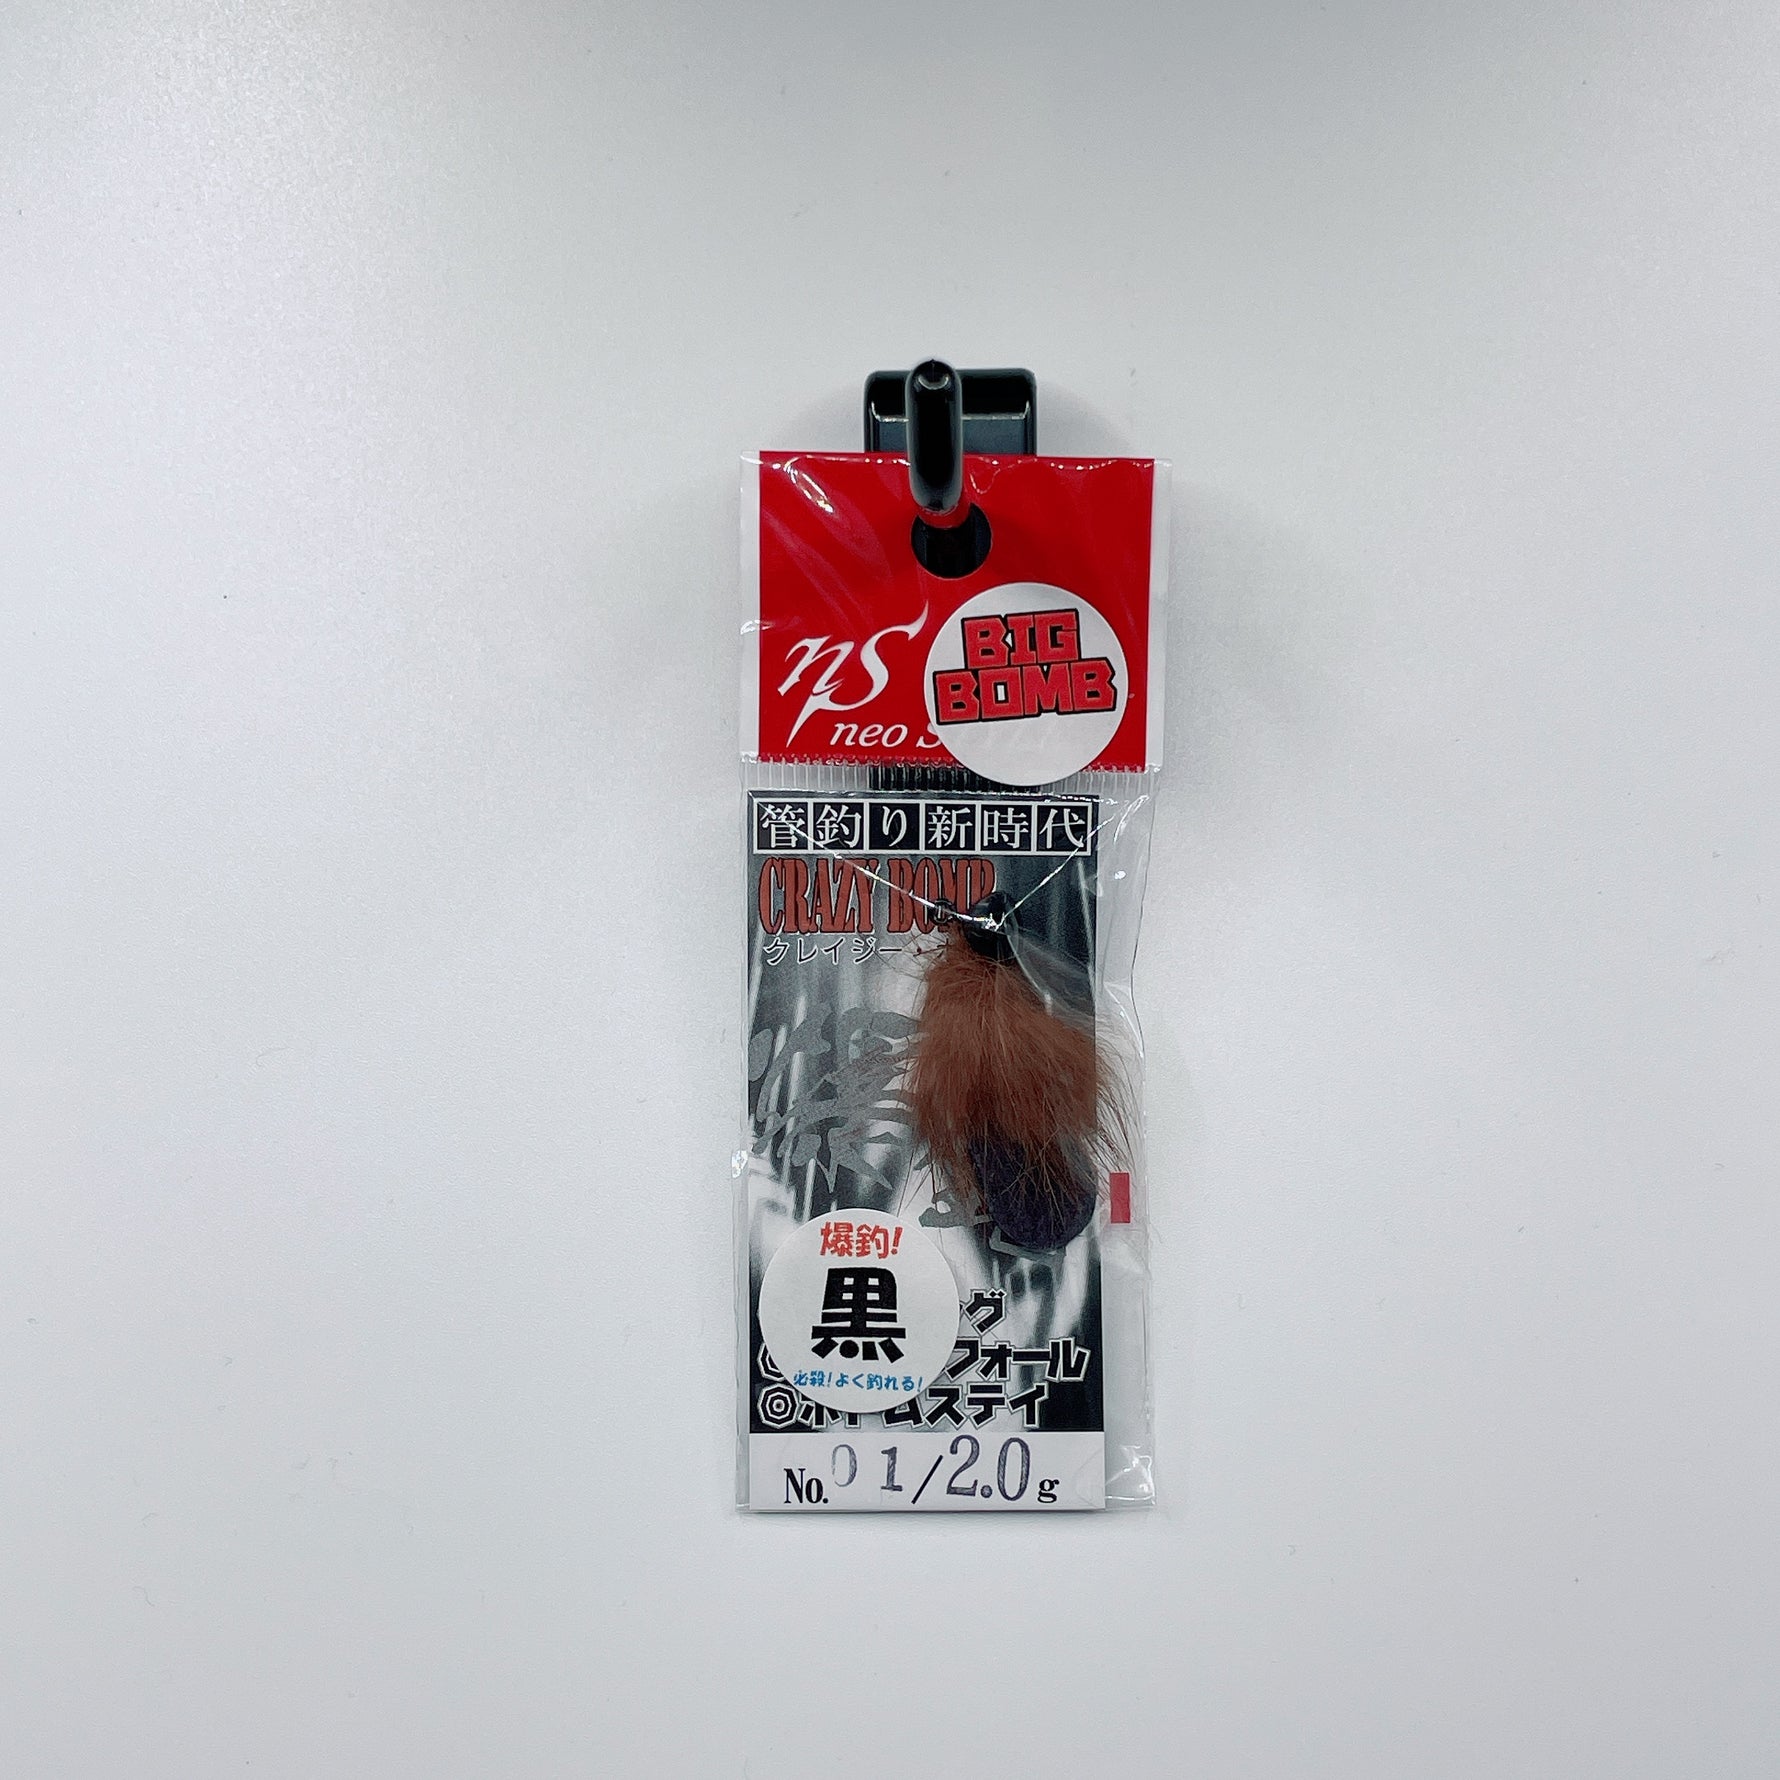 BIG
BOMB
ns
neo
管釣り新時代
CRAZY BOMB
クレイジー
爆釣!
黒
必殺!よく釣れる!
グ
フォール
◎ボトムステイ
No.01/2.0g